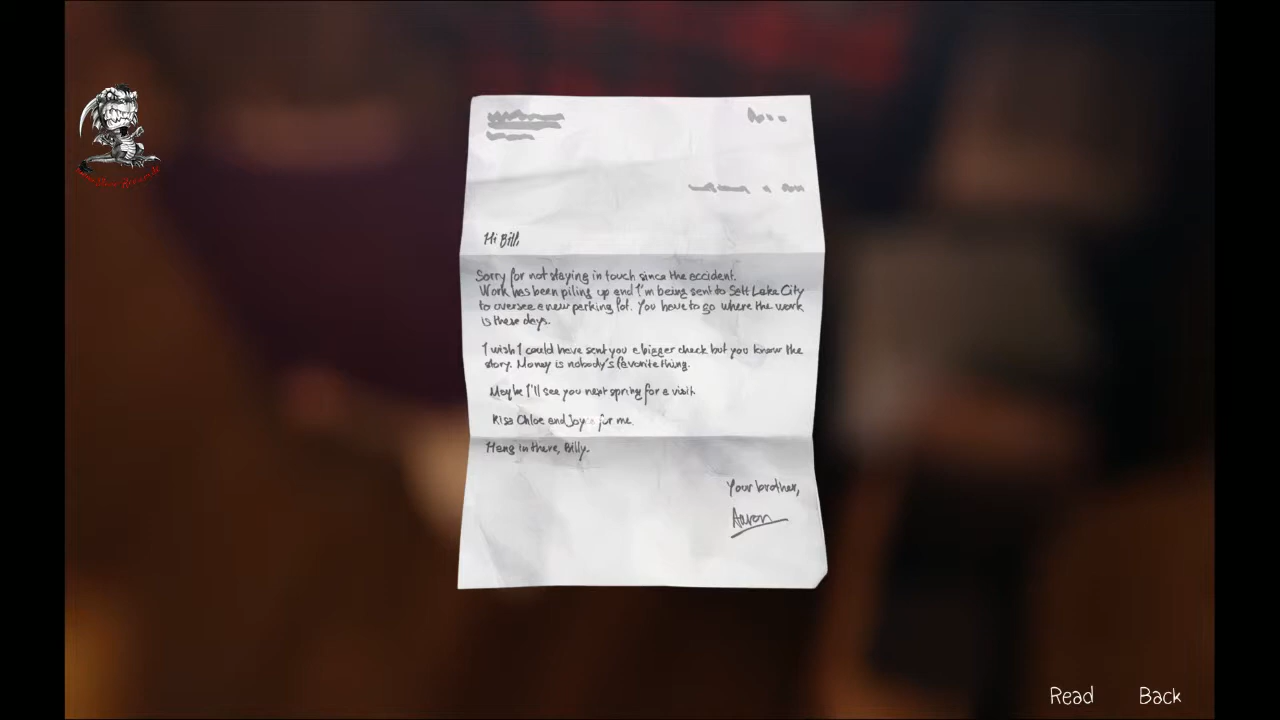 Hi Bill,
Sorry for not staying in touch since the accident.
Work has been piling up and I'm being sent to Salt Lake City
to oversee a new parking lot. You have to go where the work
is these days.
I wish I could have sent you a bigger check but you know the
story. Money is nobody's favorite thing.
Maybe I'll see you next spring for a visit.
Kiss Chloe and Joyce for me.
Hang in there, Billy.
Your brother,
Aaron
Read Back